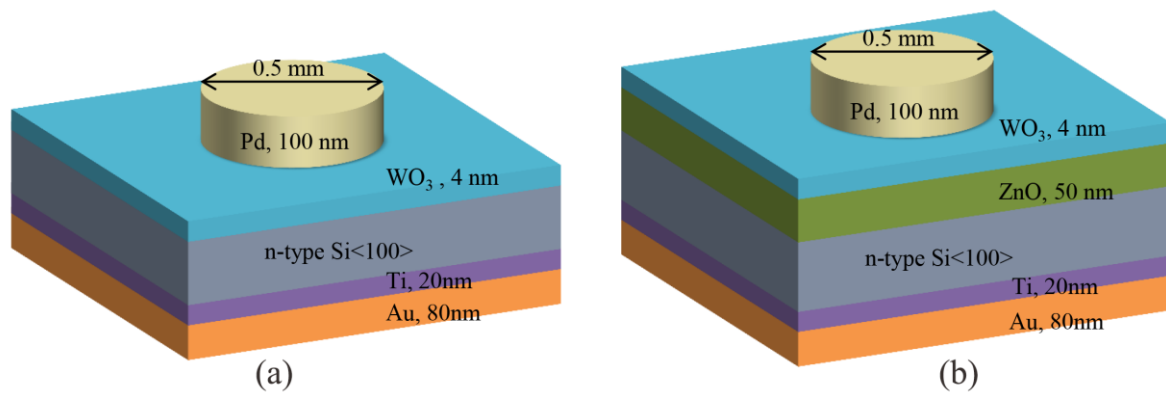 0.5 mm
Pd, 100 nm
WO₃ , 4 nm
n-type Si<100>
Ti, 20nm
Au, 80nm
(a)
0.5 mm
Pd, 100 nm
WO₃, 4 nm
ZnO, 50 nm
n-type Si<100>
Ti, 20nm
Au, 80nm
(b)